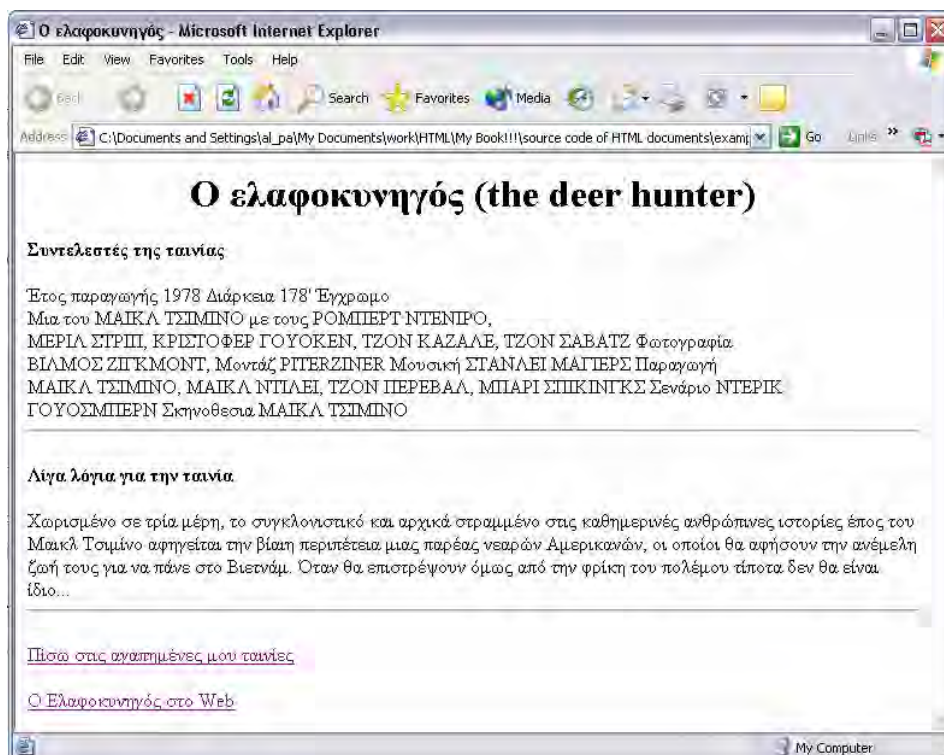 Ο ελαφοκυνηγός - Microsoft Internet Explorer
File Edit View Favorites Tools Help
Back Search Favorites Media
Address C:\Documents and Settings\al_pa\My Documents\work\HTML\My Book!!!\source code of HTML documents\examp Go Links »
Ο ελαφοκυνηγός (the deer hunter)
Συντελεστές της ταινίας
Έτος παραγωγής 1978 Διάρκεια 178' Έγχρωμο
Μια του ΜΑΙΚΛ ΤΣΙΜΙΝΟ με τους ΡΟΜΠΕΡΤ ΝΤΕΝΙΡΟ,
ΜΕΡΙΛ ΣΤΡΙΠ, ΚΡΙΣΤΟΦΕΡ ΓΟΥΟΚΕΝ, ΤΖΟΝ ΚΑΖΑΛΕ, ΤΖΟΝ ΣΑΒΑΤΖ Φωτογραφία
ΒΙΛΜΟΣ ΖΙΓΚΜΟΝΤ, Μοντάζ PITERZINER Μουσική ΣΤΑΝΛΕΙ ΜΑΓΙΕΡΣ Παραγωγή
ΜΑΙΚΛ ΤΣΙΜΙΝΟ, ΜΑΙΚΛ ΝΤΙΛΕΙ, ΤΖΟΝ ΠΕΡΕΒΑΛ, ΜΠΑΡΙ ΣΠΙΚΙΝΓΚΣ Σενάριο ΝΤΕΡΙΚ
ΓΟΥΟΣΜΠΕΡΝ Σκηνοθεσια ΜΑΙΚΛ ΤΣΙΜΙΝΟ
Λίγα λόγια για την ταινία
Χωρισμένο σε τρία μέρη, το συγκλονιστικό και αρχικά στραμμένο στις καθημερινές ανθρώπινες ιστορίες έπος του
Μαικλ Τσιμίνο αφηγείται την βίαιη περιπέτεια μιας παρέας νεαρών Αμερικανών, οι οποίοι θα αφήσουν την ανέμελη
ζωή τους για να πάνε στο Βιετνάμ. Όταν θα επιστρέψουν όμως από την φρίκη του πολέμου τίποτα δεν θα είναι
ίδιο...
Πίσω στις αγαπημένες μου ταινίες
Ο Ελαφοκυνηγός στο Web
My Computer